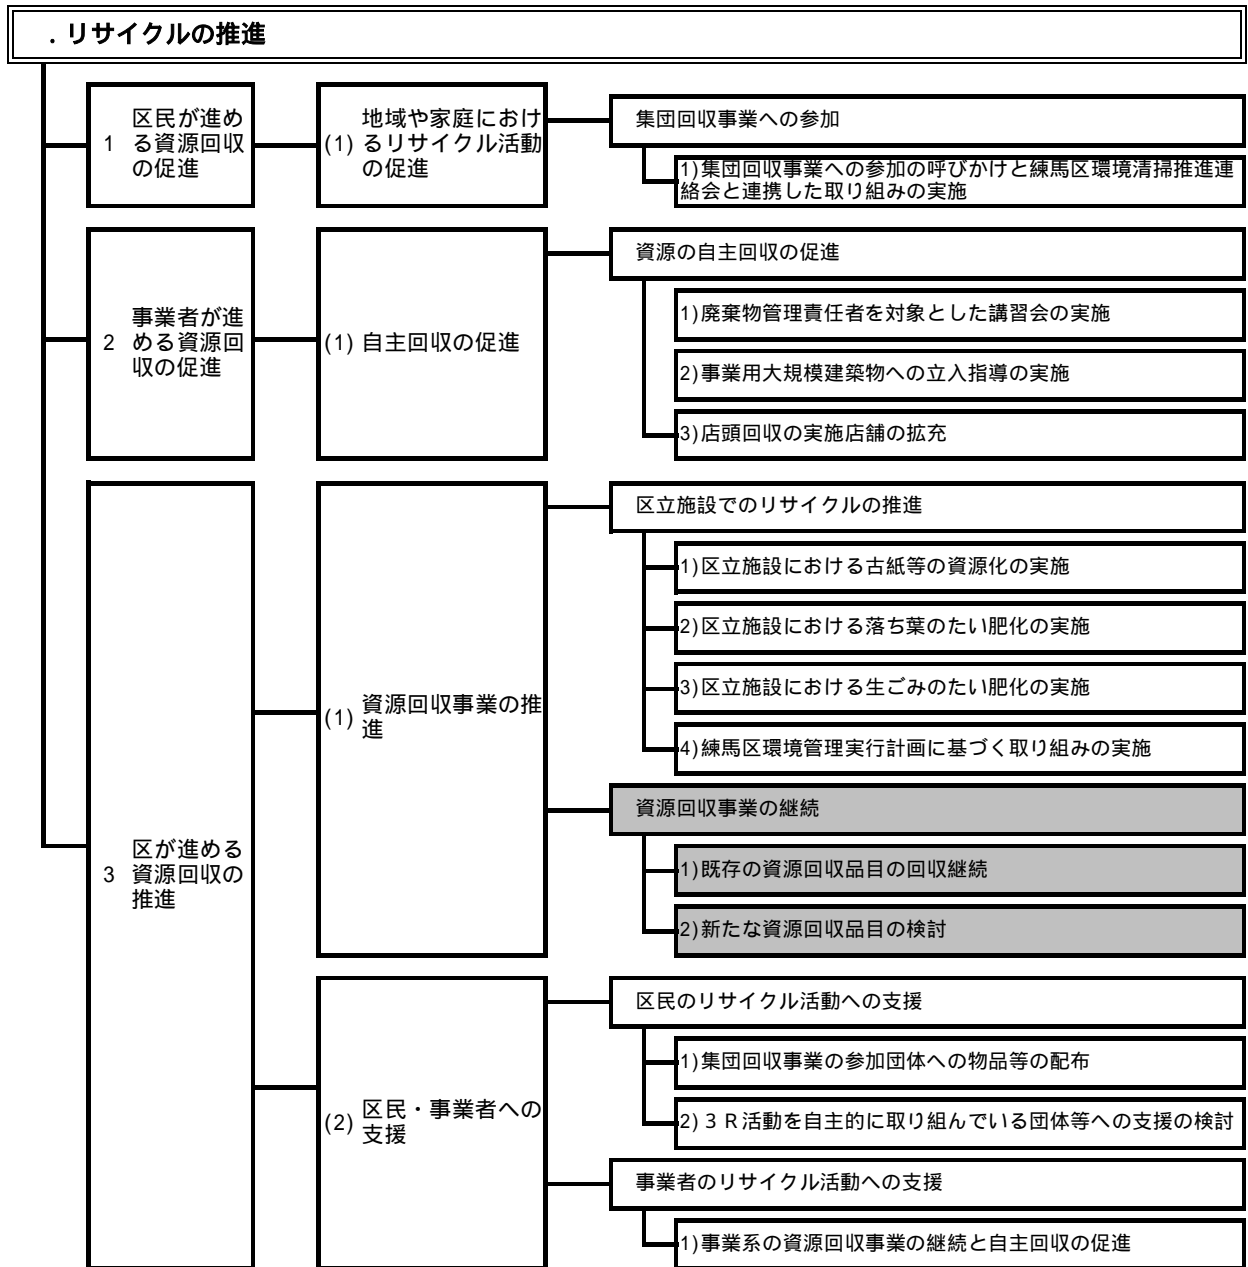 ．リサイクルの推進
1 区民が進め
る資源回収
の促進
(1) 地域や家庭におけ
るリサイクル活動
の促進
集団回収事業への参加
1)集団回収事業への参加の呼びかけと練馬区環境清掃推進連
絡会と連携した取り組みの実施
2 事業者が進
める資源回
収の促進
(1) 自主回収の促進
資源の自主回収の促進
1)廃棄物管理責任者を対象とした講習会の実施
2)事業用大規模建築物への立入指導の実施
3)店頭回収の実施店舗の拡充
3 区が進める
資源回収の
推進
(1) 資源回収事業の推
進
区立施設でのリサイクルの推進
1)区立施設における古紙等の資源化の実施
2)区立施設における落ち葉のたい肥化の実施
3)区立施設における生ごみのたい肥化の実施
4)練馬区環境管理実行計画に基づく取り組みの実施
資源回収事業の継続
1)既存の資源回収品目の回収継続
2)新たな資源回収品目の検討
(2) 区民・事業者への
支援
区民のリサイクル活動への支援
1)集団回収事業の参加団体への物品等の配布
2)３Ｒ活動を自主的に取り組んでいる団体等への支援の検討
事業者のリサイクル活動への支援
1)事業系の資源回収事業の継続と自主回収の促進